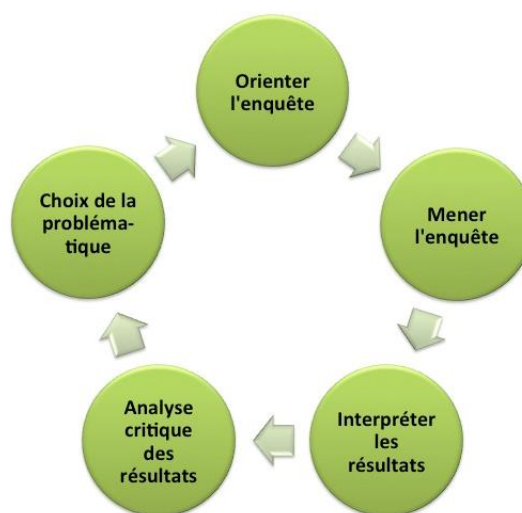 Orienter
l'enquête
Mener
l'enquête
Interpréter
les
résultats
Analyse
critique
des
résultats
Choix de la
probléma-
tique